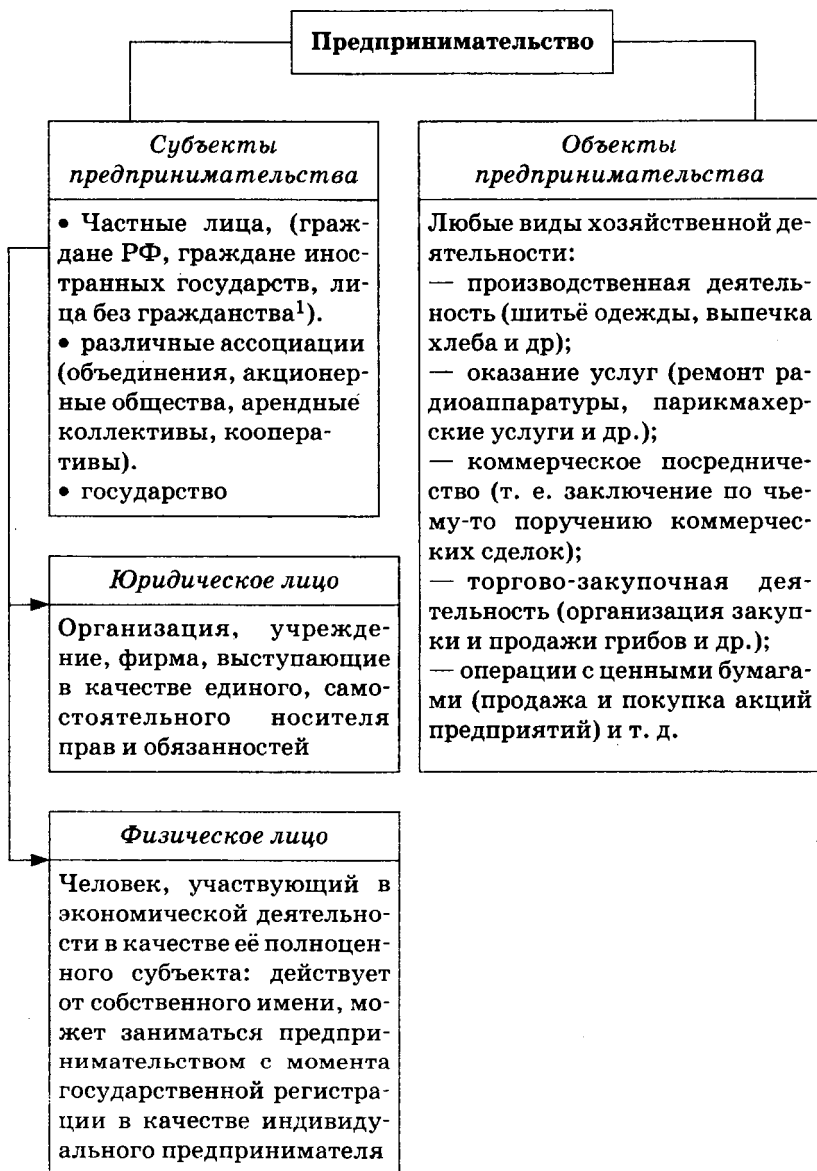 Предпринимательство
Субъекты
предпринимательства
• Частные лица, (граж-
дане РФ, граждане инос-
транных государств, ли-
ца без гражданства¹).
• различные ассоциации
(объединения, акционер-
ные общества, арендные
коллективы, коопера-
тивы).
• государство
Юридическое лицо
Организация, учрежде-
ние, фирма, выступающие
в качестве единого, само-
стоятельного носителя
прав и обязанностей
Физическое лицо
Человек, участвующий в
экономической деятельно-
сти в качестве её полноцен-
ного субъекта: действует
от собственного имени, мо-
жет заниматься предпри-
нимательством с момента
государственной регистра-
ции в качестве индивиду-
ального предпринимателя
Объекты
предпринимательства
Любые виды хозяйственной де-
ятельности:
— производственная деятель-
ность (шитьё одежды, выпечка
хлеба и др);
— оказание услуг (ремонт ра-
диоаппаратуры, парикмахер-
ские услуги и др.);
— коммерческое посредниче-
ство (т. е. заключение по чье-
му-то поручению коммерчес-
ких сделок);
— торгово-закупочная дея-
тельность (организация закуп-
ки и продажи грибов и др.);
— операции с ценными бумага-
ми (продажа и покупка акций
предприятий) и т. д.